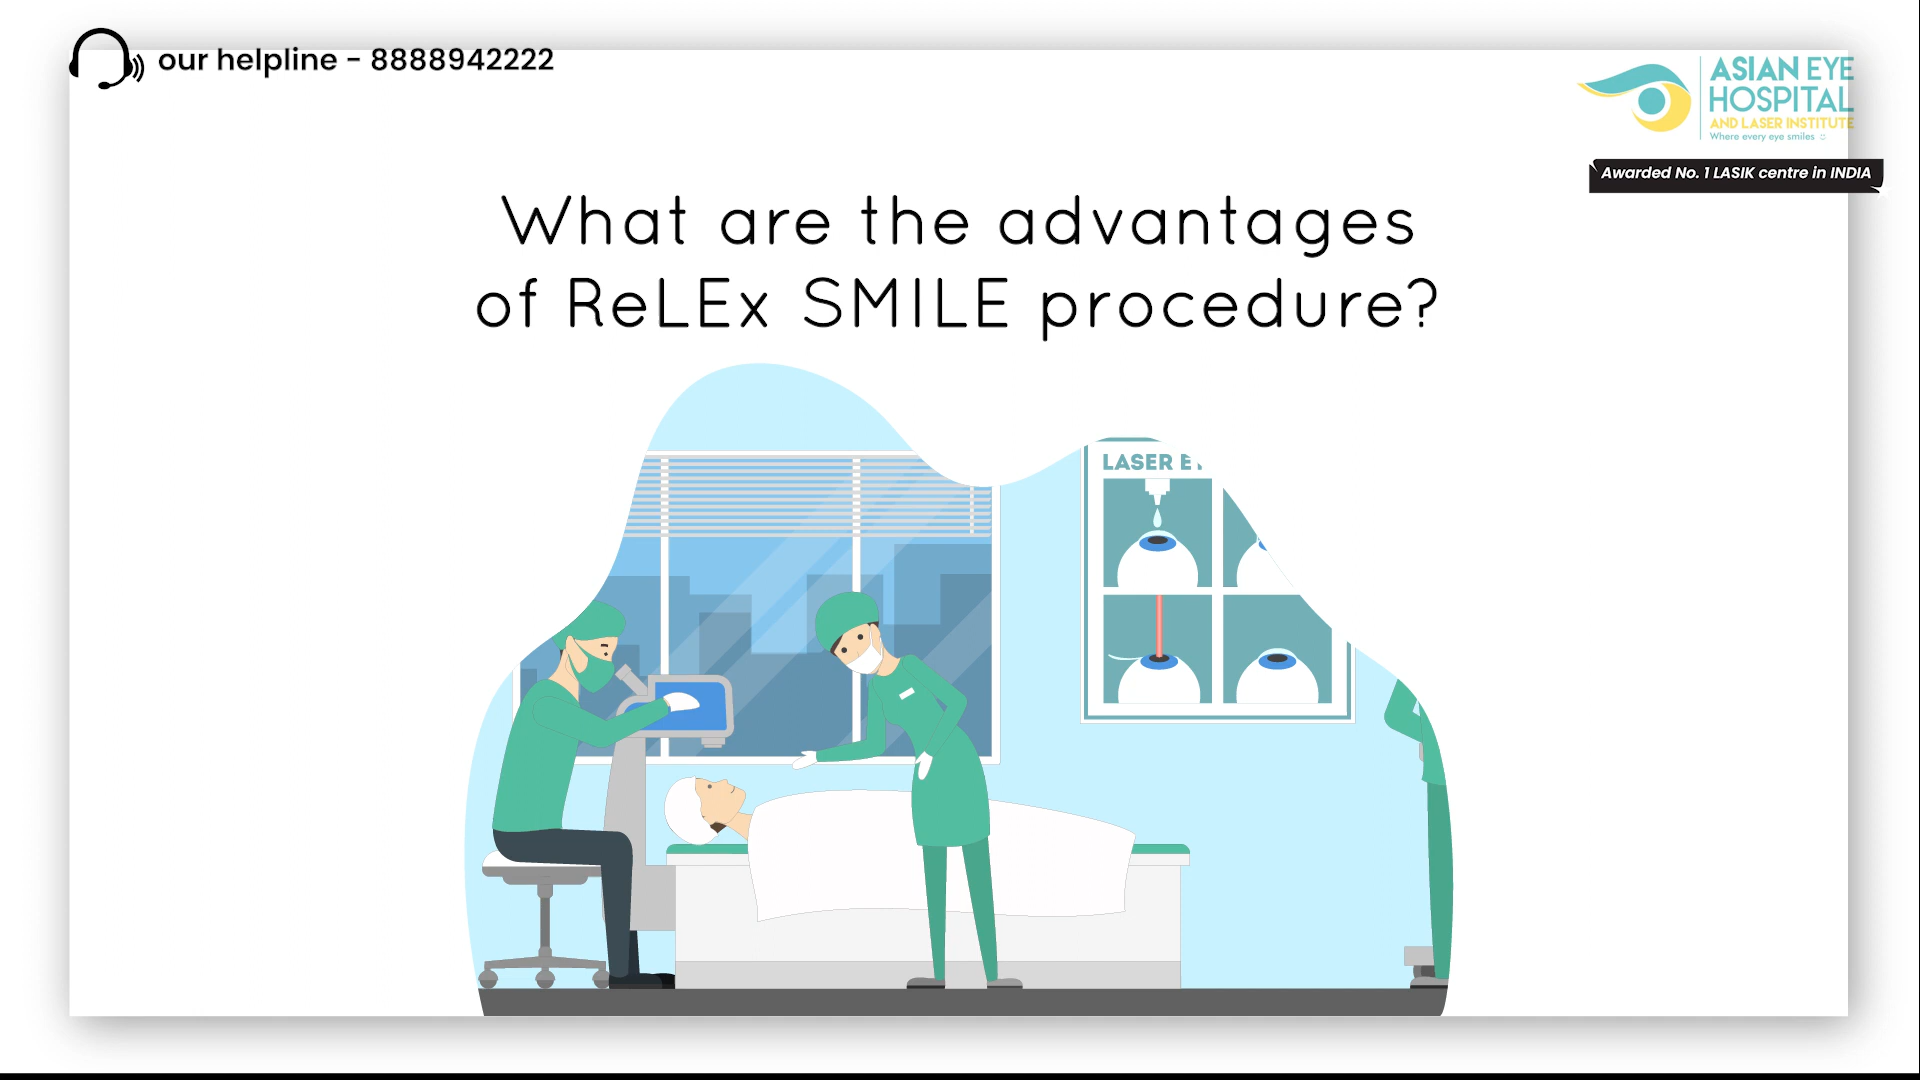 our helpline - 8888942222
ASIAN EYE
HOSPITAL
AND LASER INSTITUTE
Where every eye smiles
Awarded No. 1 LASIK centre in INDIA
What are the advantages
of ReLEx SMILE procedure?
LASER